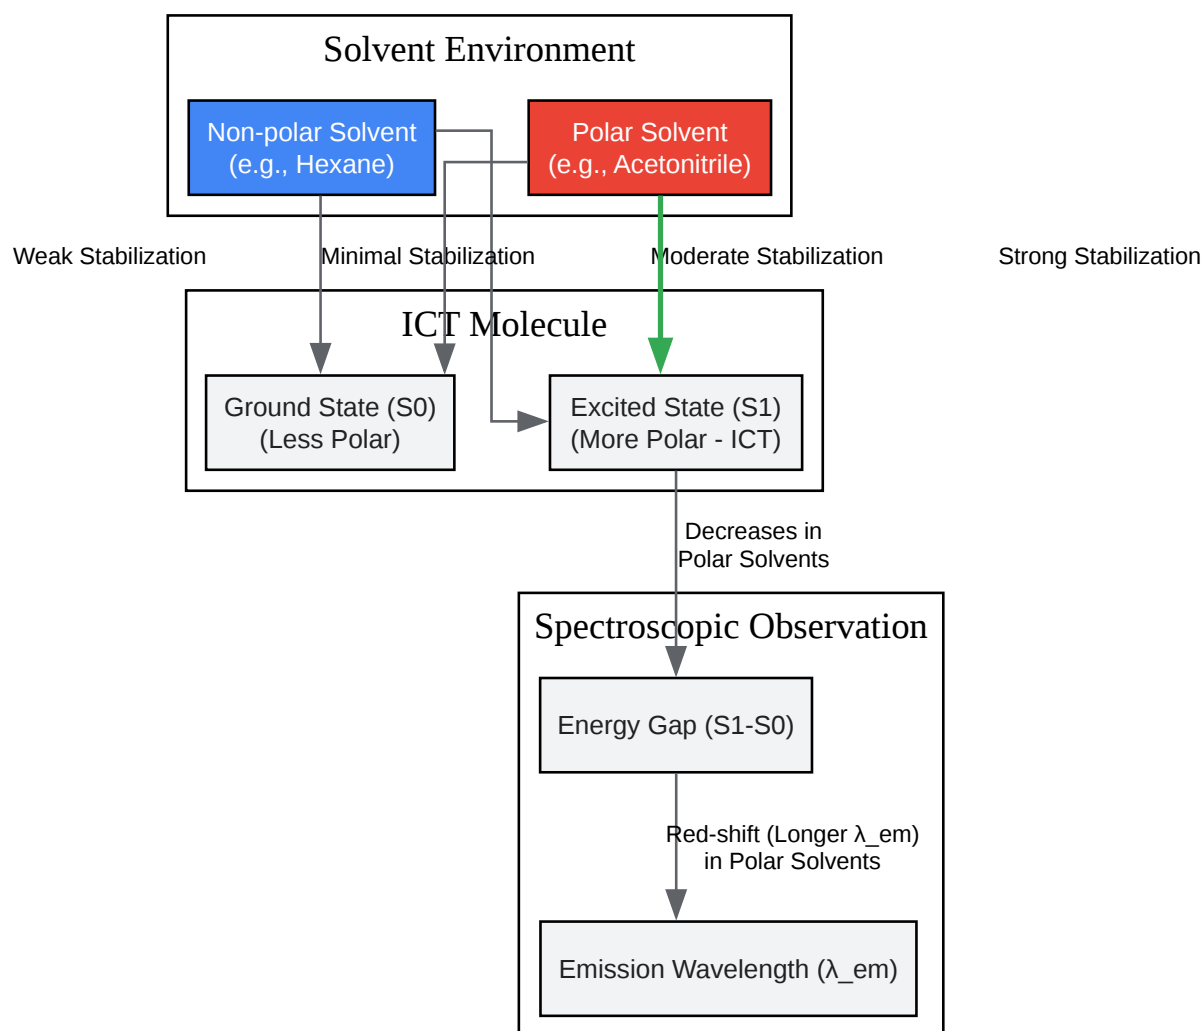 Solvent Environment
Non-polar Solvent
(e.g., Hexane)
Polar Solvent
(e.g., Acetonitrile)
Weak Stabilization
Minimal Stabilization
Moderate Stabilization
Strong Stabilization
ICT Molecule
Ground State (S0)
(Less Polar)
Excited State (S1)
(More Polar - ICT)
Decreases in
Polar Solvents
Spectroscopic Observation
Energy Gap (S1-S0)
Red-shift (Longer λ_em)
in Polar Solvents
Emission Wavelength (λ_em)